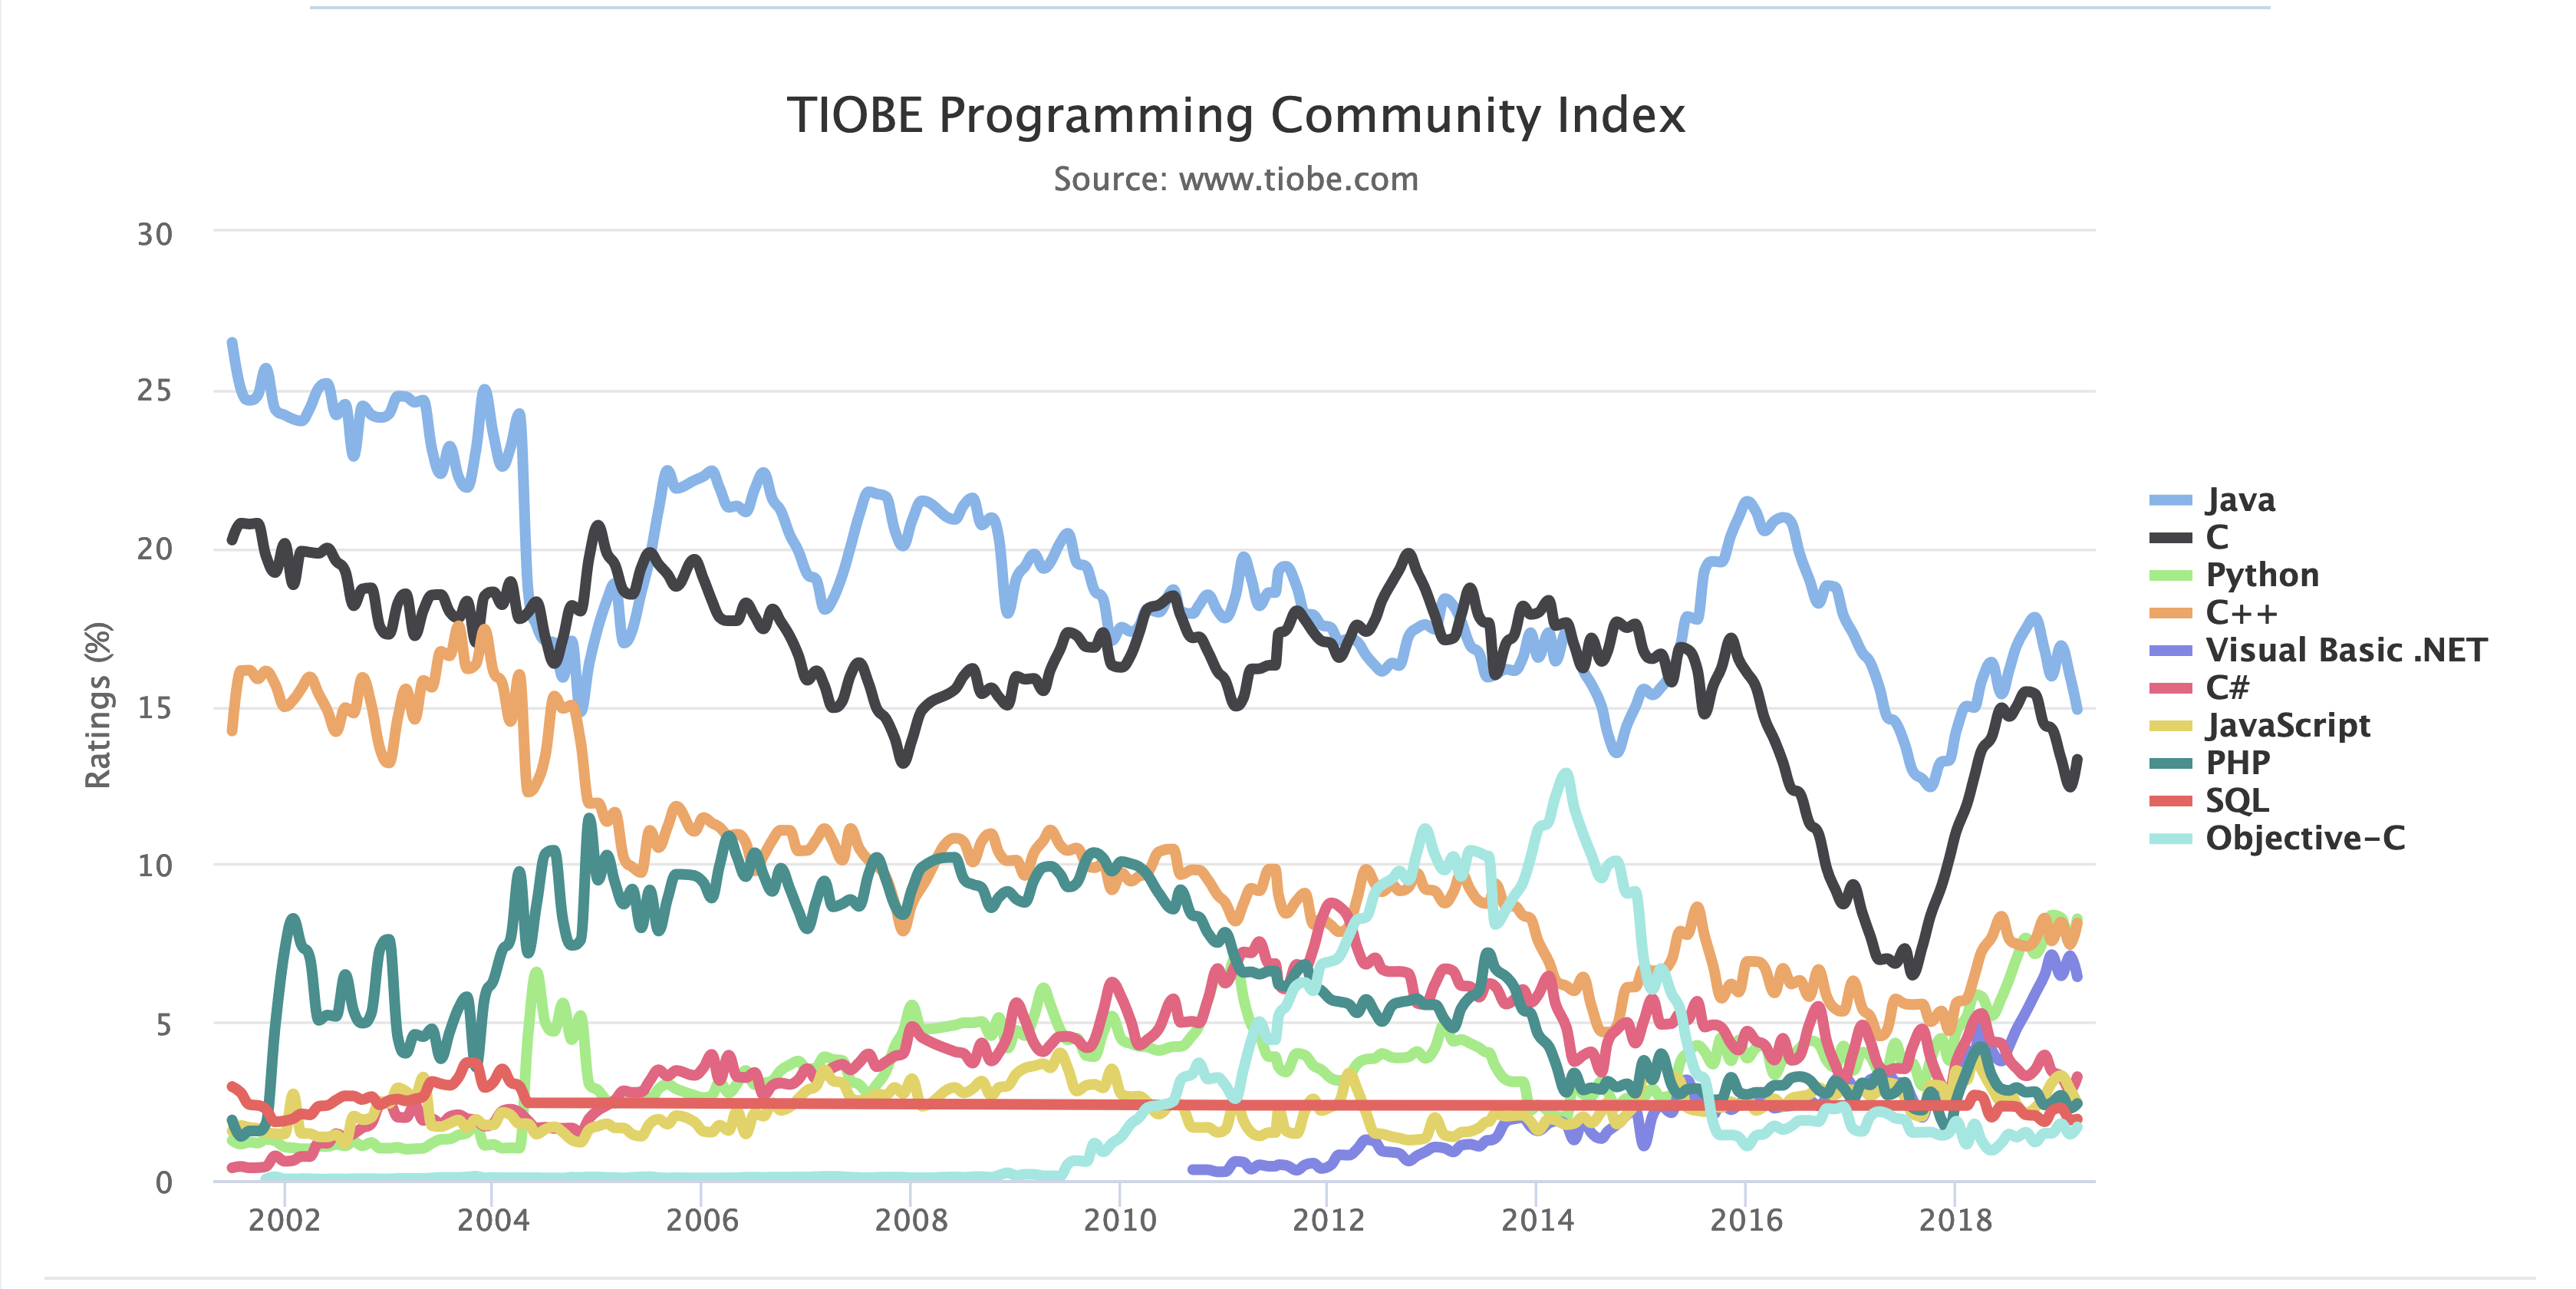 TIOBE Programming Community Index
Source: www.tiobe.com
Ratings (%)
30
25
20
15
10
5
0
2002 2004 2006 2008 2010 2012 2014 2016 2018
Java
C
Python
C++
Visual Basic .NET
C#
JavaScript
PHP
SQL
Objective-C